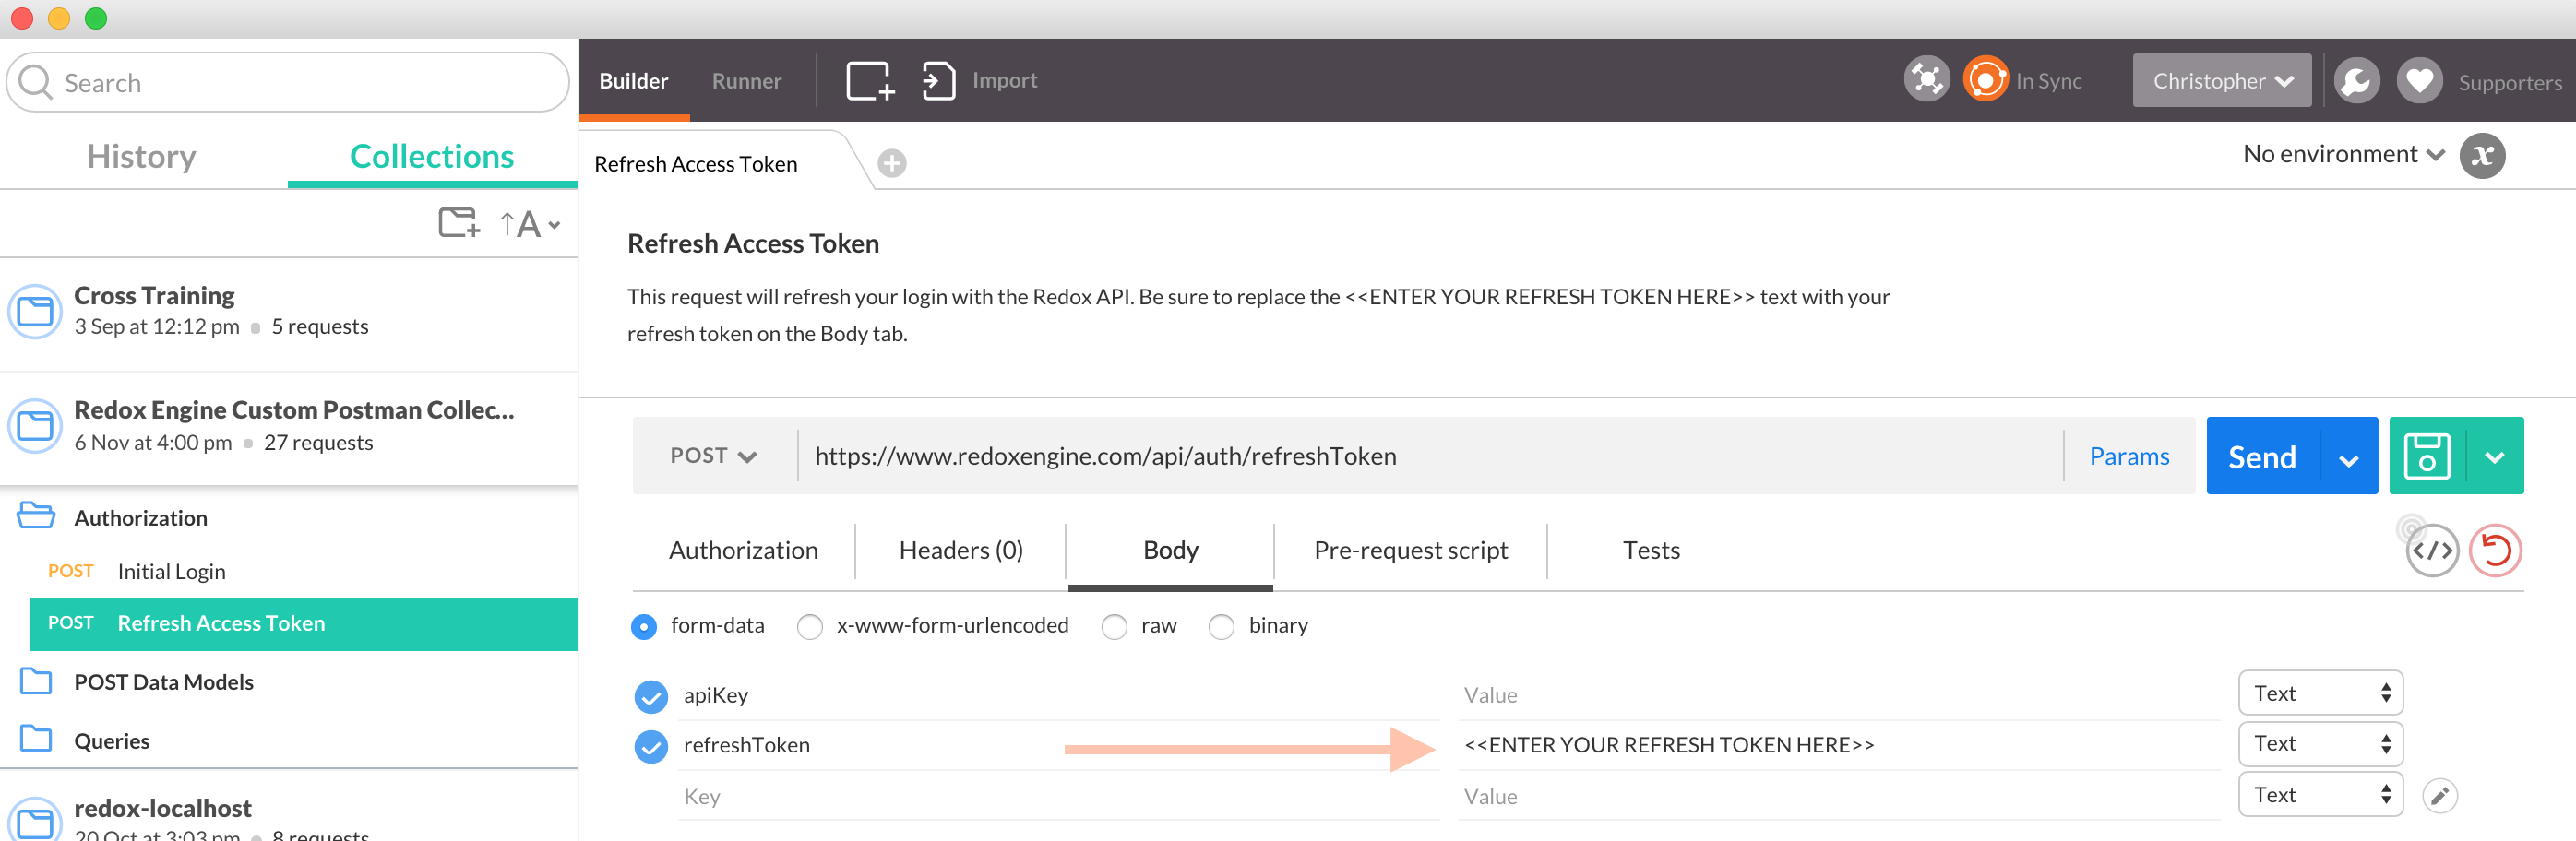 Search
History
Collections
A
Cross Training
3 Sep at 12:12 pm 5 requests
Redox Engine Custom Postman Collec...
6 Nov at 4:00 pm 27 requests
Authorization
POST Initial Login
POST Refresh Access Token
POST Data Models
Queries
redox-localhost
20 Oct at 3:03 pm 8 requests
Builder Runner Import In Sync Christopher Supporters
Refresh Access Token
No environment x
Refresh Access Token
This request will refresh your login with the Redox API. Be sure to replace the <<ENTER YOUR REFRESH TOKEN HERE>> text with your
refresh token on the Body tab.
POST https://www.redoxengine.com/api/auth/refreshToken Params Send
Authorization Headers (0) Body Pre-request script Tests </>
form-data x-www-form-urlencoded raw binary
apiKey Value Text
refreshToken <<ENTER YOUR REFRESH TOKEN HERE>> Text
Key Value Text